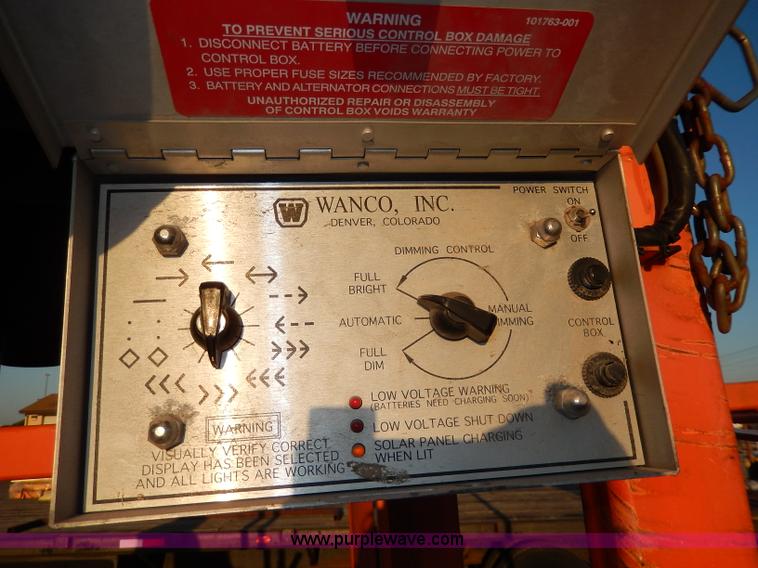 WARNING
101763-001
TO PREVENT SERIOUS CONTROL BOX DAMAGE
1. DISCONNECT BATTERY BEFORE CONNECTING POWER TO
CONTROL BOX.
2. USE PROPER FUSE SIZES RECOMMENDED BY FACTORY.
3. BATTERY AND ALTERNATOR CONNECTIONS MUST BE TIGHT.
UNAUTHORIZED REPAIR OR DISASSEMBLY
OF CONTROL BOX VOIDS WARRANTY
W WANCO, INC.
DENVER, COLORADO
POWER SWITCH
ON
OFF
DIMMING CONTROL
FULL
BRIGHT
AUTOMATIC
FULL
DIM
MANUAL
DIMMING
CONTROL
BOX
LOW VOLTAGE WARNING
(BATTERIES NEED CHARGING SOON)
LOW VOLTAGE SHUT DOWN
SOLAR PANEL CHARGING
WHEN LIT
WARNING
VISUALLY VERIFY CORRECT
DISPLAY HAS BEEN SELECTED
AND ALL LIGHTS ARE WORKING
www.purplewave.com